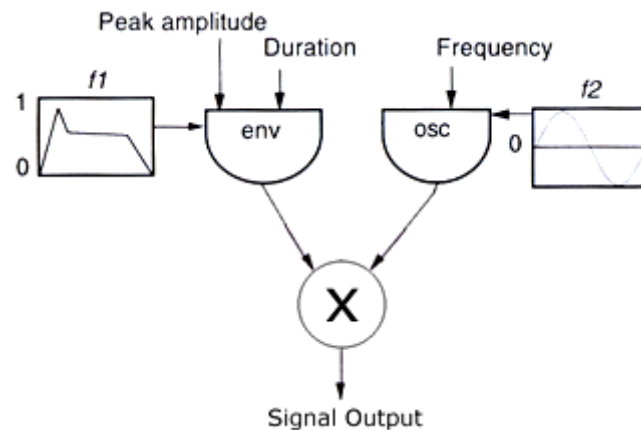 Peak amplitude
Duration
Frequency
f1
f2
1
env
osc
0
0
X
Signal Output